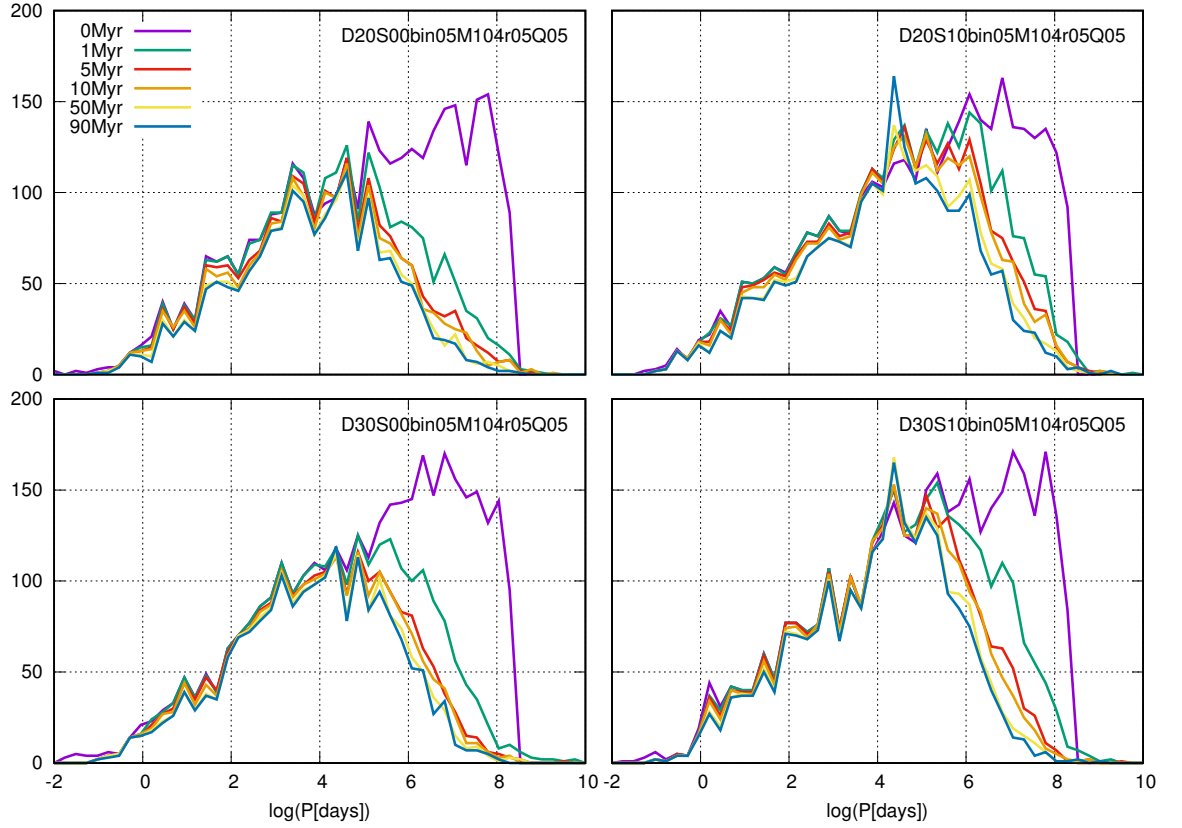 200
150
100
50
0
0Myr
1Myr
5Myr
10Myr
50Myr
90Myr
D20S00bin05M104r05Q05
D20S10bin05M104r05Q05
200
150
100
50
0
D30S00bin05M104r05Q05
D30S10bin05M104r05Q05
-2 0 2 4 6 8 10
-2 0 2 4 6 8 10
log(P[days])
log(P[days])